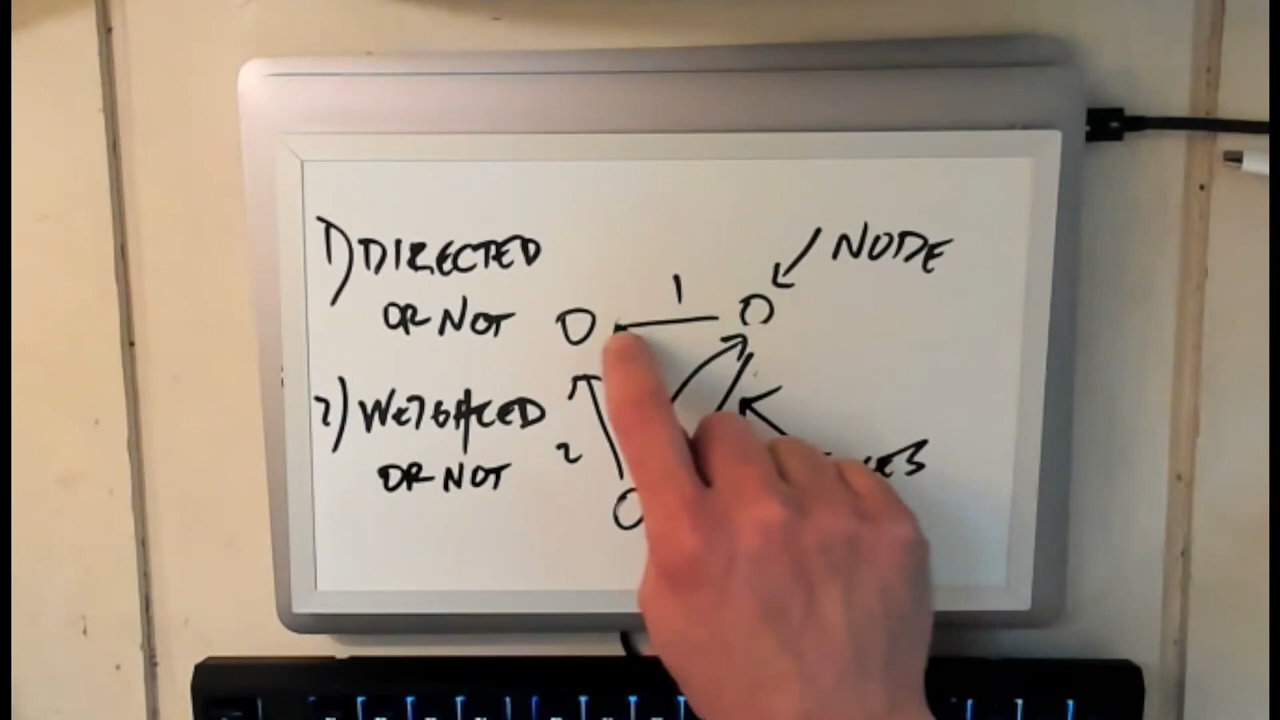 1) DIRECTED
OR NOT
2) WEIGHTED
OR NOT
1
NODE
2